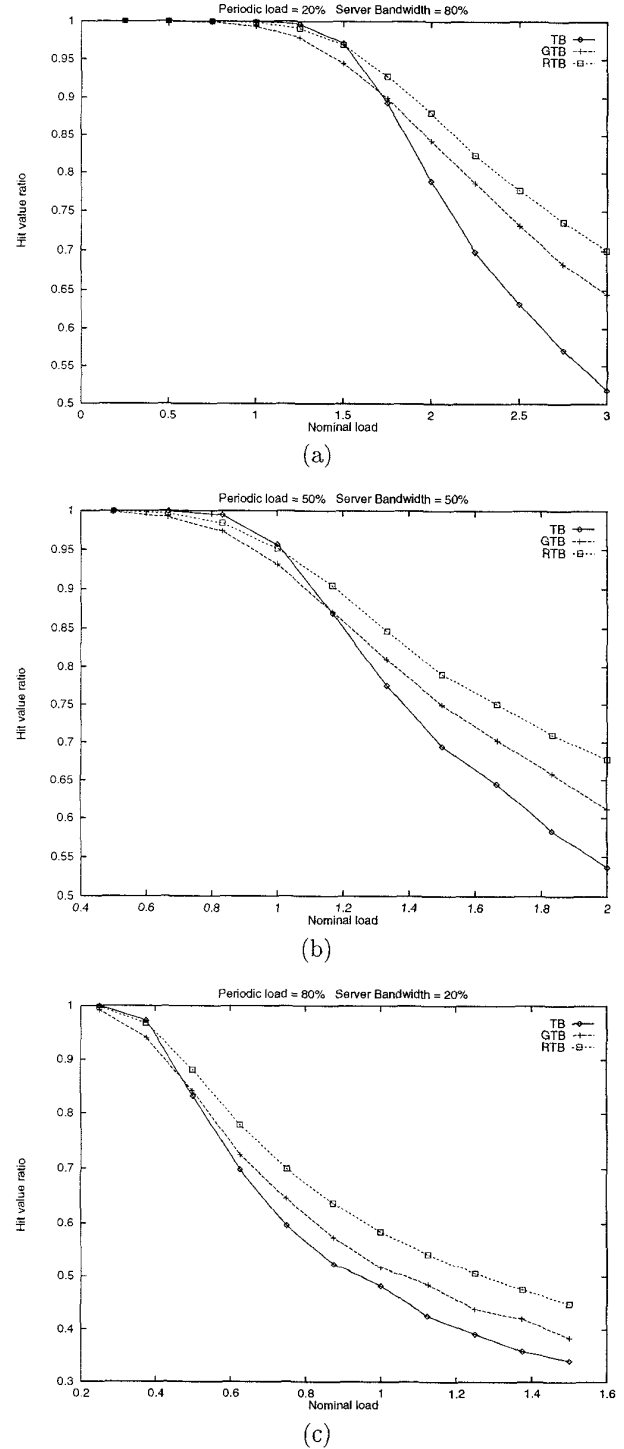 Periodic load = 20% Server Bandwidth = 80%
1
0.95
0.9
0.85
0.8
0.75
0.7
0.65
0.6
0.55
0.5
Hit value ratio
TB
GTB
RTB
0 0.5 1 1.5 2 2.5 3
Nominal load
(a)
Periodic load = 50% Server Bandwidth = 50%
1
0.95
0.9
0.85
0.8
0.75
0.7
0.65
0.6
0.55
0.5
Hit value ratio
TB
GTB
RTB
0.4 0.6 0.8 1 1.2 1.4 1.6 1.8 2
Nominal load
(b)
Periodic load = 80% Server Bandwidth = 20%
1
0.9
0.8
0.7
0.6
0.5
0.4
0.3
Hit value ratio
TB
GTB
RTB
0.2 0.4 0.6 0.8 1 1.2 1.4 1.6
Nominal load
(c)